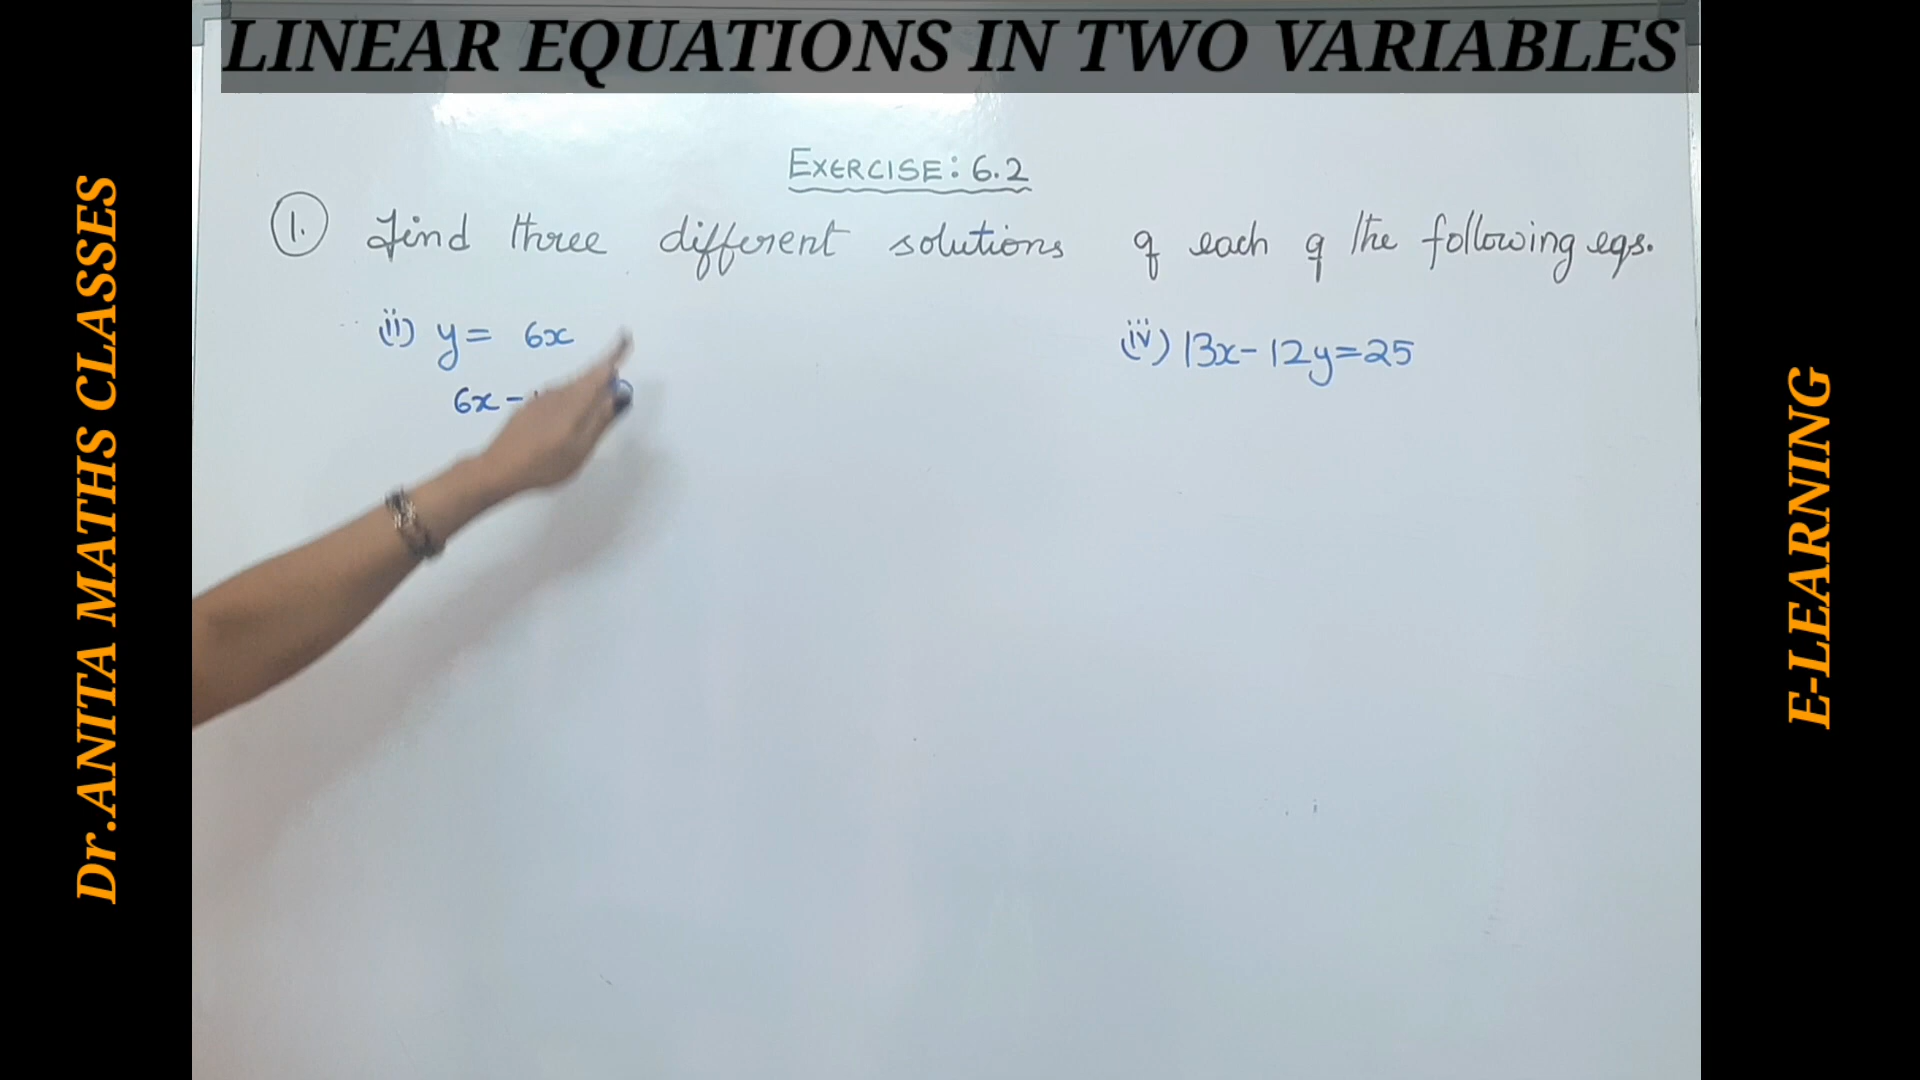 LINEAR EQUATIONS IN TWO VARIABLES
Dr.ANITA MATHS CLASSES
E-LEARNING
EXERCISE: 6.2
1. Find three different solutions of each of the following eqs.
(ii) y = 6x
6x -
(iv) 13x - 12y = 25